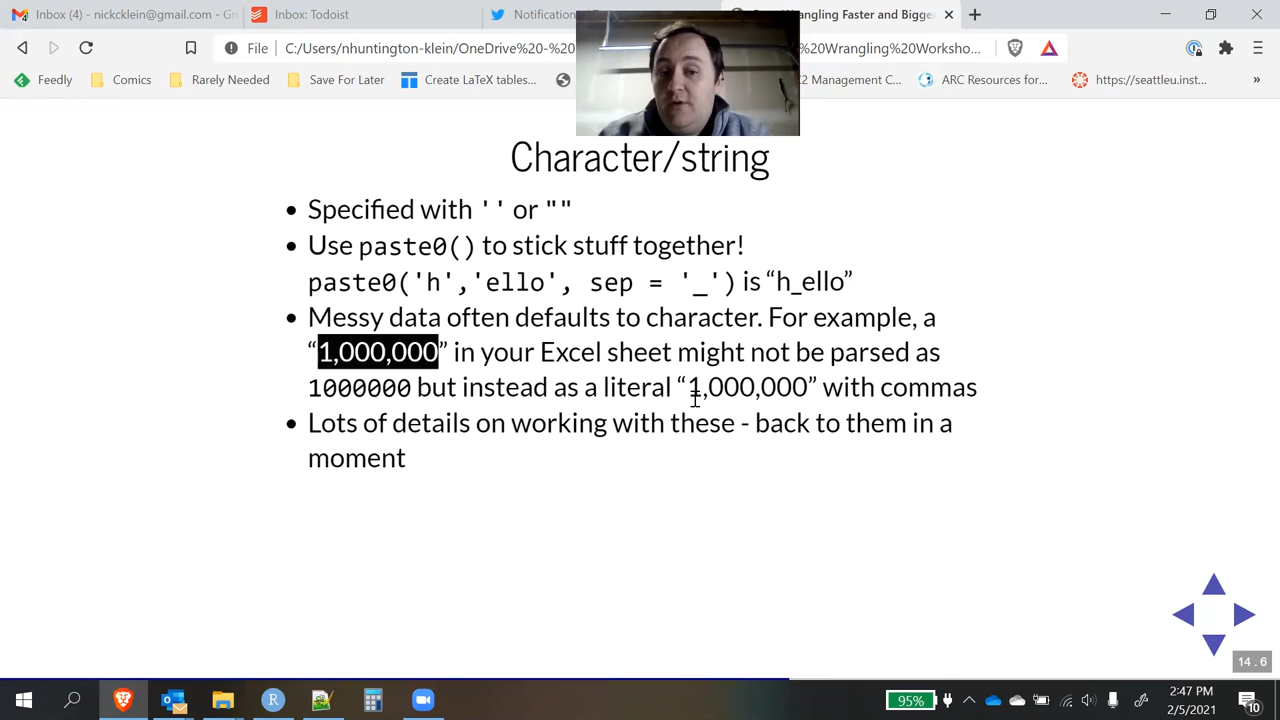 nickcklein@gmail.com - G
Inbox: Todoist
Notification
Wrangling Faster and Bigge
File
C:/Users/nhuntington-klein/OneDrive%20-%20
%20Wrangling%20Worksho...
Feedly
Comics
Rarely Needed
Save For Later
Create LaTeX tables...
2 Management C...
ARC Resources for...
https://seattleu.inst...
»
Character/string
• Specified with '' or ""
• Use paste0() to stick stuff together!
paste0('h','ello', sep = '_') is “h_ello”
• Messy data often defaults to character. For example, a
“1,000,000” in your Excel sheet might not be parsed as
1000000 but instead as a literal “1,000,000” with commas
• Lots of details on working with these - back to them in a
moment
14.6
95%
2:47 PM
2/5/2021
10